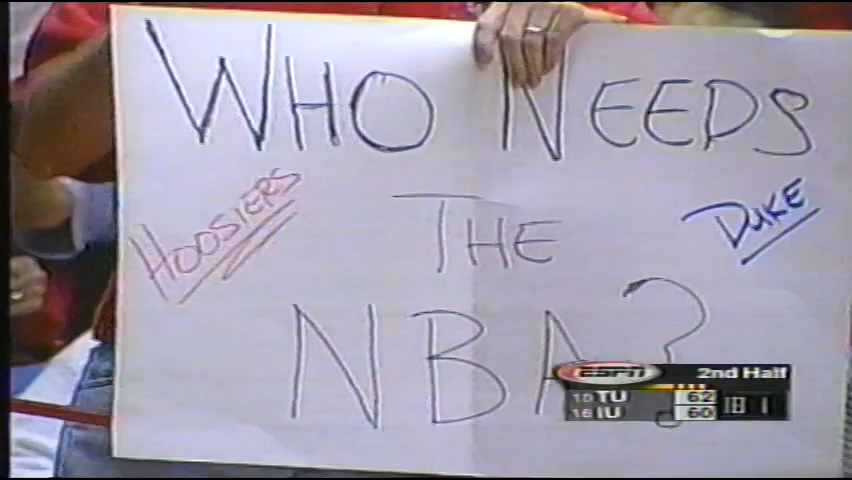 WHO NEEDS
HOOSIERS
THE
DUKE
NBA?
ESPN 2nd Half
10 TU 62
16 IU 60